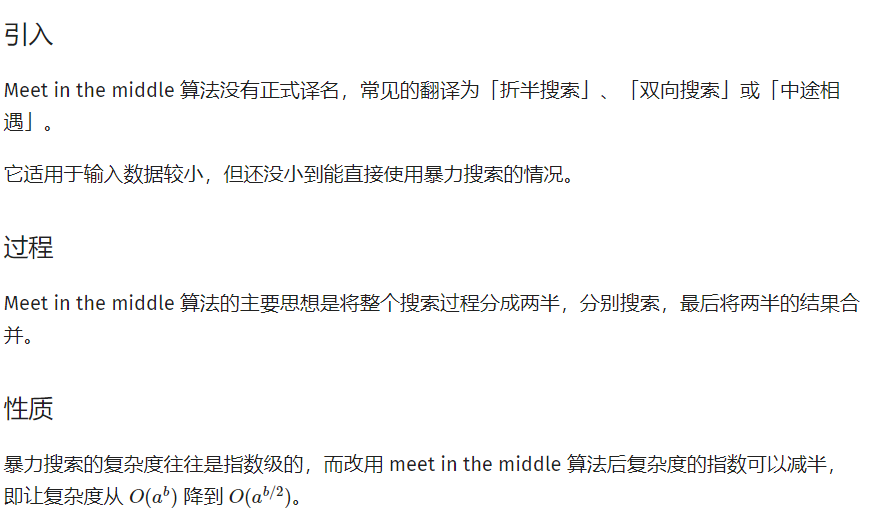 引入
Meet in the middle 算法没有正式译名，常见的翻译为「折半搜索」、「双向搜索」或「中途相
遇」。
它适用于输入数据较小，但还没小到能直接使用暴力搜索的情况。
过程
Meet in the middle 算法的主要思想是将整个搜索过程分成两半，分别搜索，最后将两半的结果合
并。
性质
暴力搜索的复杂度往往是指数级的，而改用 meet in the middle 算法后复杂度的指数可以减半，
即让复杂度从 O(a^b) 降到 O(a^{b/2})。